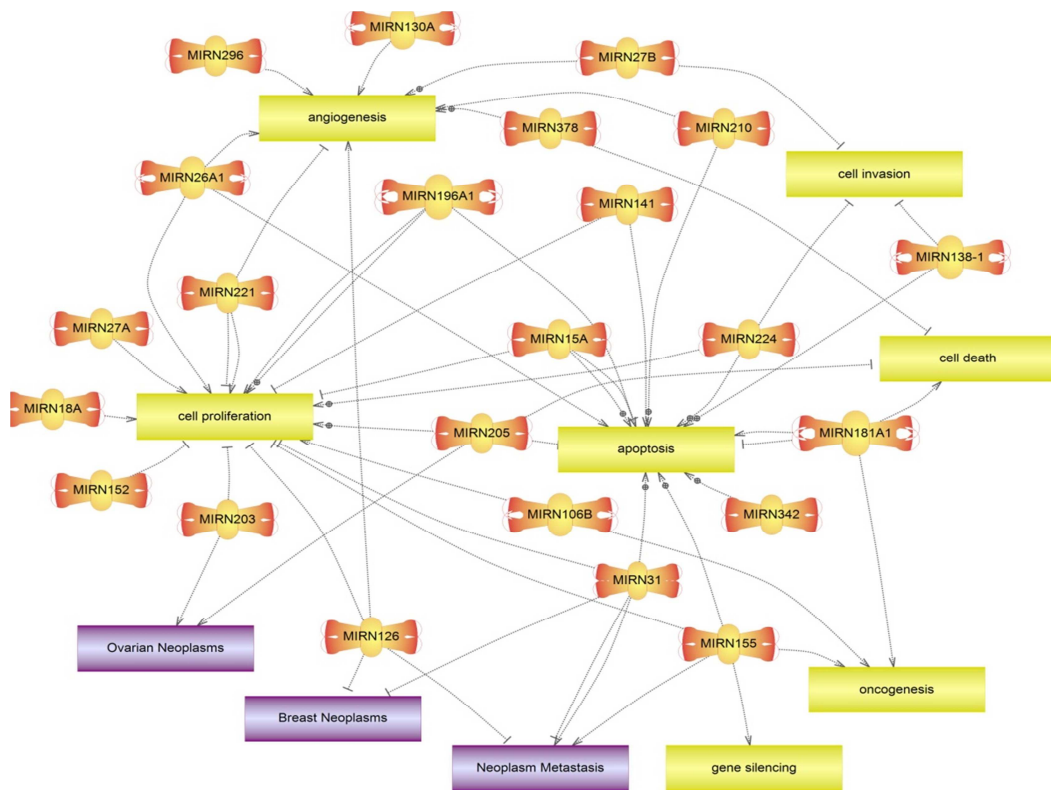 MIRN130A
MIRN296
MIRN27B
angiogenesis
MIRN378
MIRN210
MIRN26A1
cell invasion
MIRN196A1
MIRN141
MIRN138-1
MIRN221
MIRN27A
MIRN15A
MIRN224
cell death
MIRN18A
cell proliferation
MIRN205
MIRN181A1
apoptosis
MIRN152
MIRN203
MIRN106B
MIRN342
MIRN31
MIRN126
MIRN155
Ovarian Neoplasms
oncogenesis
Breast Neoplasms
Neoplasm Metastasis
gene silencing